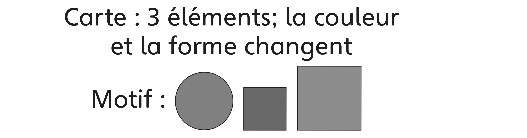 Carte : 3 éléments; la couleur
et la forme changent
Motif :